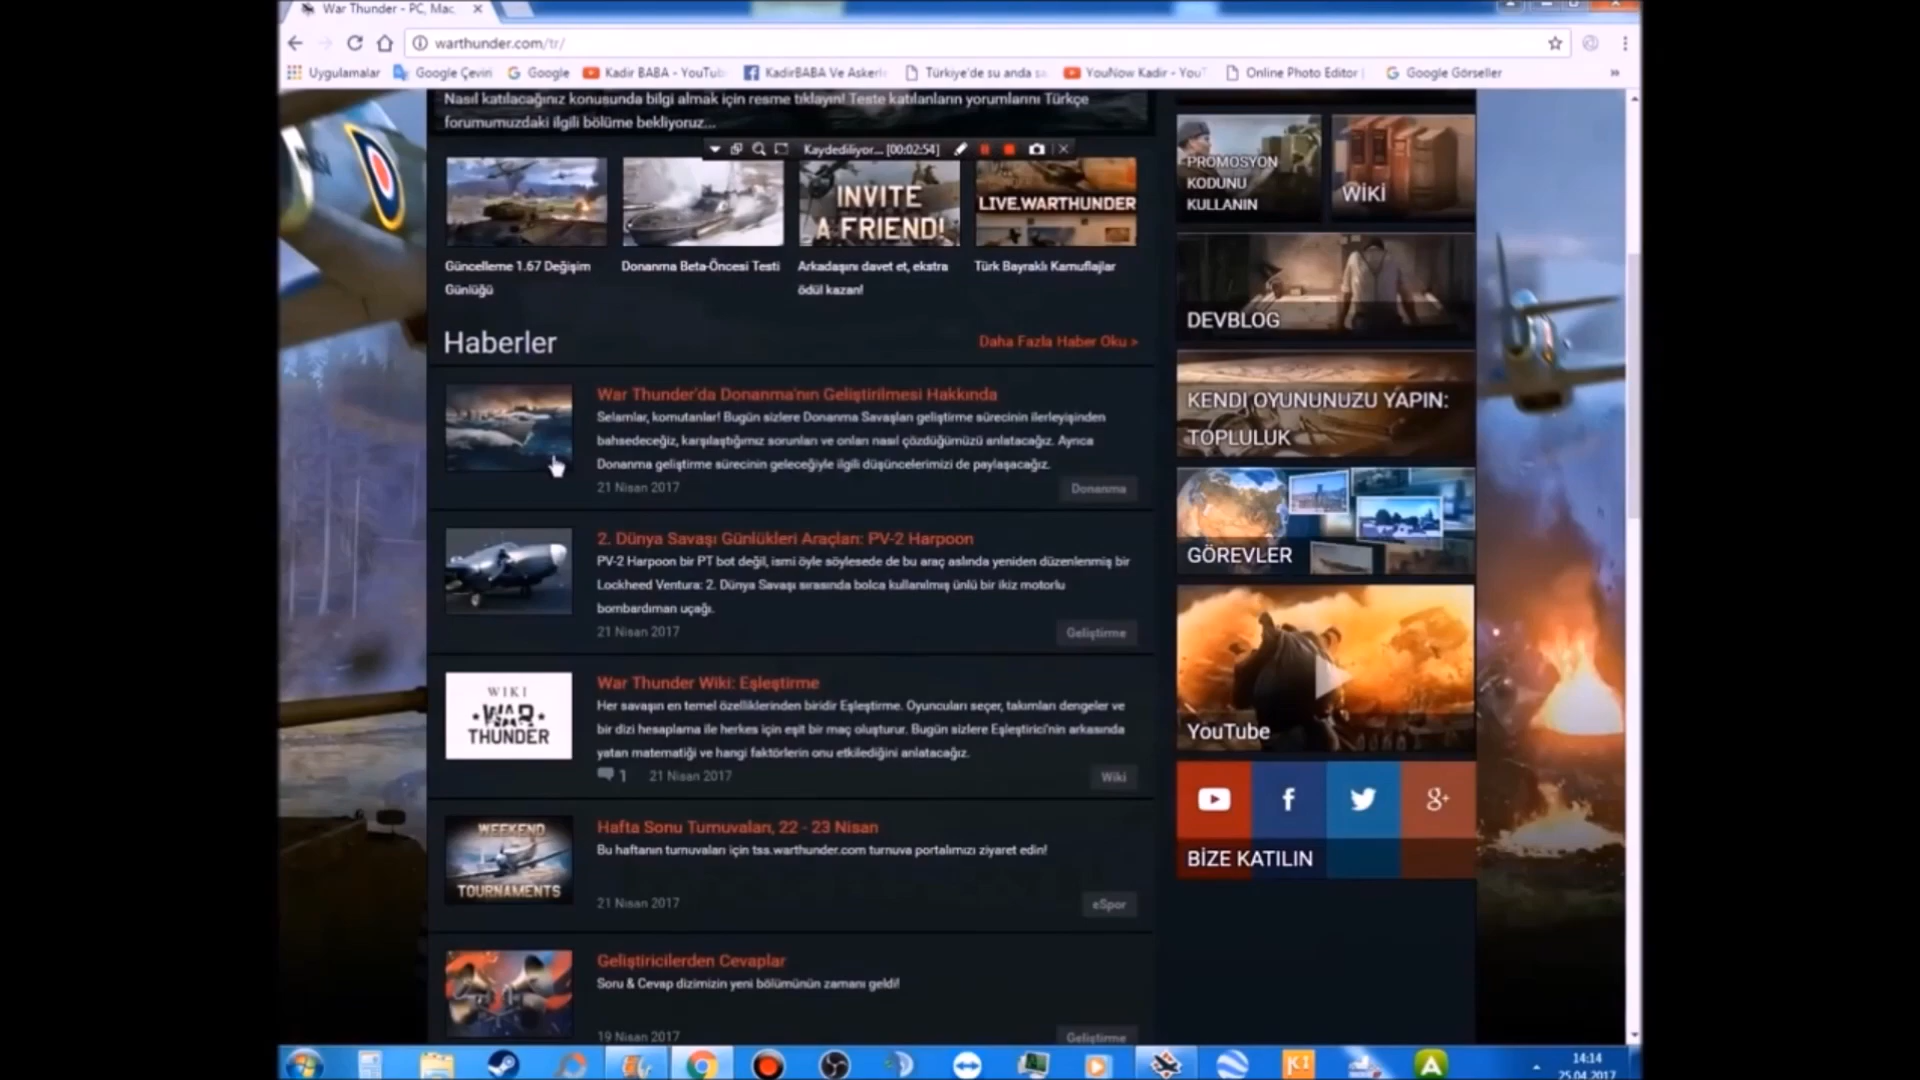 War Thunder - PC, Mac
warthunder.com/tr/
Uygulamalar
Google Çeviri
Google
Kadir BABA - YouTub
KadirBABA Ve Askerle
Türkiye'de su anda sa
YouNow Kadir - YouT
Online Photo Editor |
Google Görseller
»
Nasıl katılacağınız konusunda bilgi almak için resme tıklayın! Teste katılanların yorumlarını Türkçe
forumumuzdaki ilgili bölüme bekliyoruz...
Kaydediliyor... [00:02:54]
INVITE
A FRIEND!
LIVE.WARTHUNDER
Güncelleme 1.67 Değişim
Günlüğü
Donanma Beta-Öncesi Testi
Arkadaşını davet et, ekstra
ödül kazan!
Türk Bayraklı Kamuflajlar
Haberler
Daha Fazla Haber Oku >
War Thunder'da Donanma'nın Geliştirilmesi Hakkında
Selamlar, komutanlar! Bugün sizlere Donanma Savaşları geliştirme sürecinin ilerleyişinden
bahsedeceğiz, karşılaştığımız sorunları ve onları nasıl çözdüğümüzü anlatacağız. Ayrıca
Donanma geliştirme sürecinin geleceğiyle ilgili düşüncelerimizi de paylaşacağız.
21 Nisan 2017
Donanma
2. Dünya Savaşı Günlükleri Araçları: PV-2 Harpoon
PV-2 Harpoon bir PT bot değil, ismi öyle söylesede de bu araç aslında yeniden düzenlenmiş bir
Lockheed Ventura: 2. Dünya Savaşı sırasında bolca kullanılmış ünlü bir ikiz motorlu
bombardıman uçağı.
21 Nisan 2017
Geliştirme
WIKI
WAR
THUNDER
War Thunder Wiki: Eşleştirme
Her savaşın en temel özelliklerinden biridir Eşleştirme. Oyuncuları seçer, takımları dengeler ve
bir dizi hesaplama ile herkes için eşit bir maç oluşturur. Bugün sizlere Eşleştirici'nin arkasında
yatan matematiği ve hangi faktörlerin onu etkilediğini anlatacağız.
1
21 Nisan 2017
Wiki
WEEKEND
TOURNAMENTS
Hafta Sonu Turnuvaları, 22 - 23 Nisan
Bu haftanın turnuvaları için tss.warthunder.com turnuva portalımızı ziyaret edin!
21 Nisan 2017
eSpor
Geliştiricilerden Cevaplar
Soru & Cevap dizimizin yeni bölümünün zamanı geldi!
19 Nisan 2017
Geliştirme
PROMOSYON
KODUNU
KULLANIN
WİKİ
DEVBLOG
KENDI OYUNUNUZU YAPIN:
TOPLULUK
GÖREVLER
YouTube
BİZE KATILIN
14:14
25.04.2017